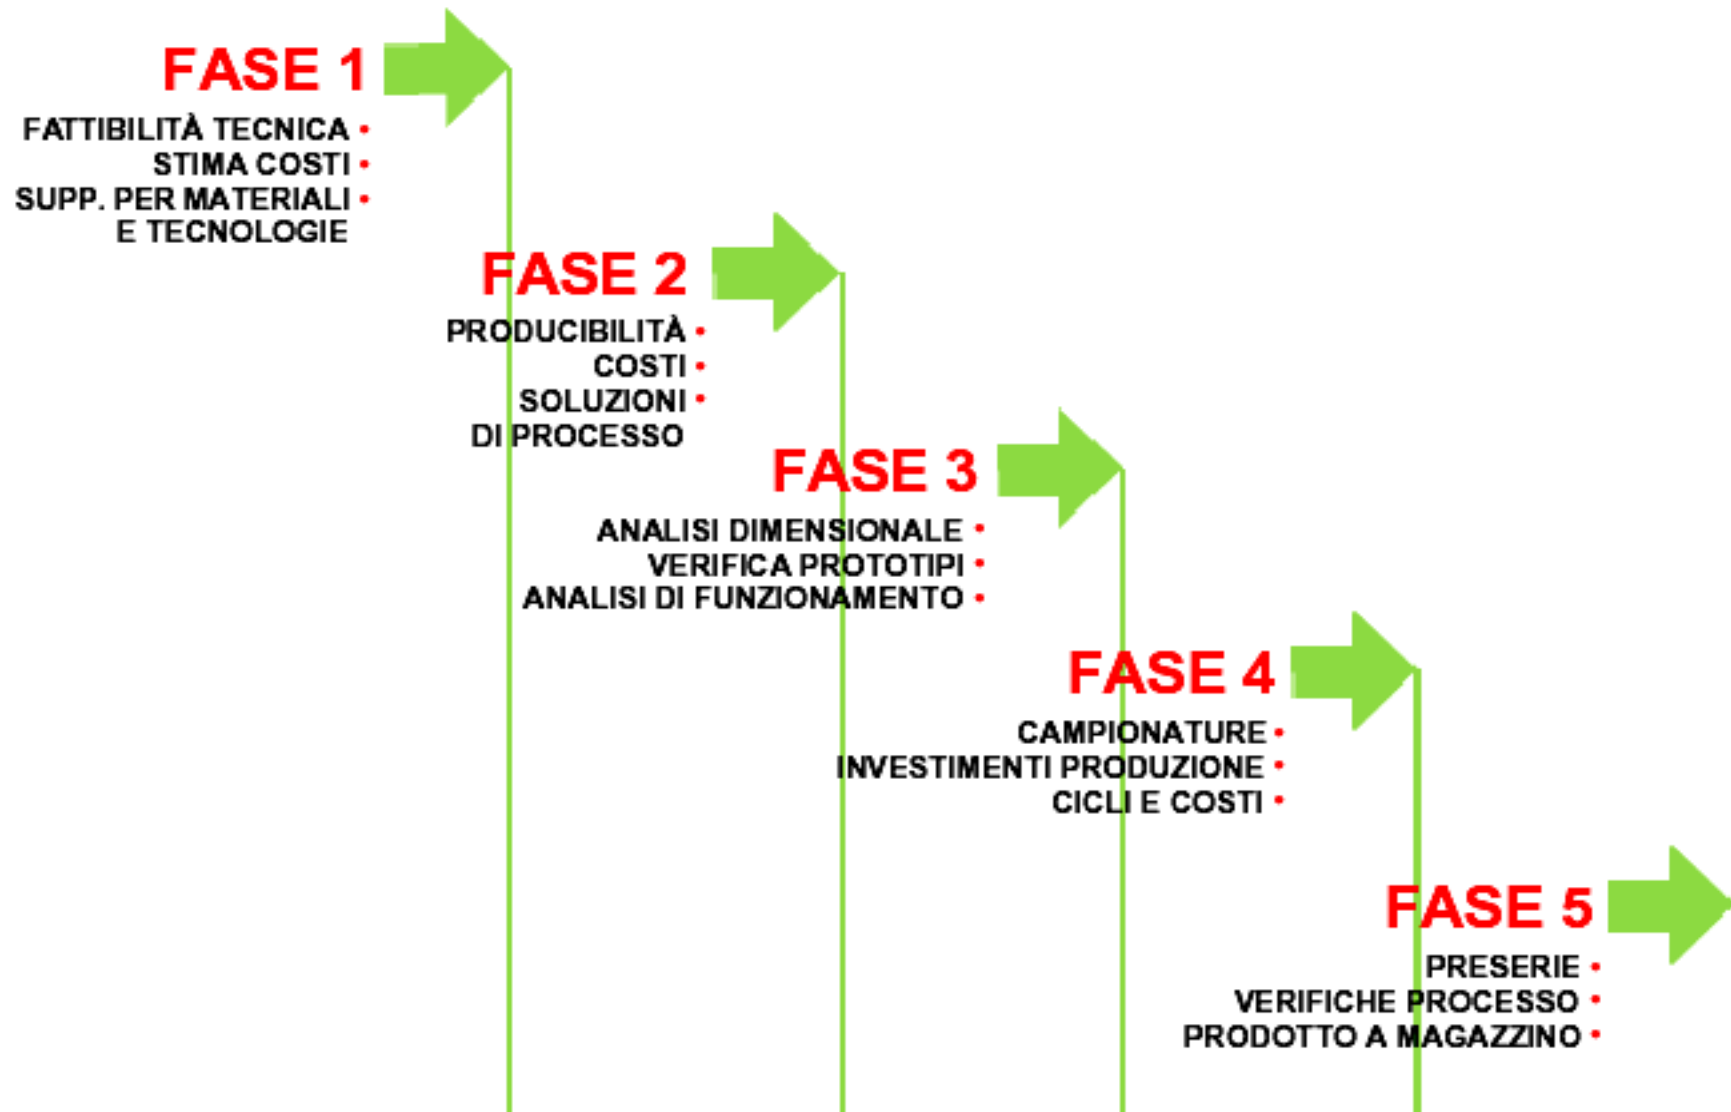 FASE 1
FATTIBILITÀ TECNICA •
STIMA COSTI •
SUPP. PER MATERIALI •
E TECNOLOGIE
FASE 2
PRODUCIBILITÀ •
COSTI •
SOLUZIONI •
DI PROCESSO
FASE 3
ANALISI DIMENSIONALE •
VERIFICA PROTOTIPI •
ANALISI DI FUNZIONAMENTO •
FASE 4
CAMPIONATURE •
INVESTIMENTI PRODUZIONE •
CICLI E COSTI •
FASE 5
PRESERIE •
VERIFICHE PROCESSO •
PRODOTTO A MAGAZZINO •